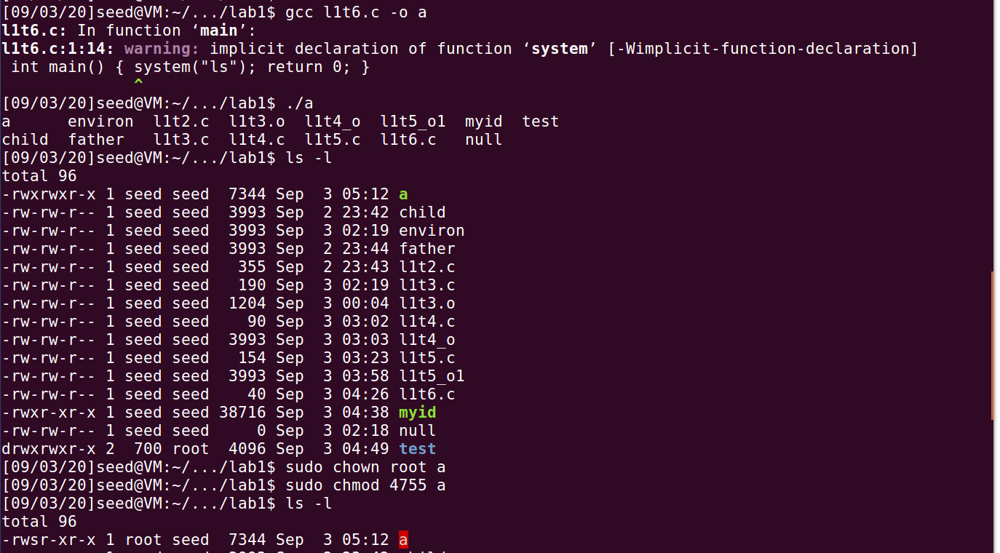 [09/03/20]seed@VM:~/.../lab1$ gcc l1t6.c -o a
l1t6.c: In function ‘main’:
l1t6.c:1:14: warning: implicit declaration of function ‘system’ [-Wimplicit-function-declaration]
 int main() { system("ls"); return 0; }
              ^
[09/03/20]seed@VM:~/.../lab1$ ./a
a      environ  l1t2.c  l1t3.o  l1t4_o  l1t5_o1  myid  test
child  father   l1t3.c  l1t4.c  l1t5.c  l1t6.c   null
[09/03/20]seed@VM:~/.../lab1$ ls -l
total 96
-rwxrwxr-x 1 seed seed  7344 Sep  3 05:12 a
-rw-rw-r-- 1 seed seed  3993 Sep  2 23:42 child
-rw-rw-r-- 1 seed seed  3993 Sep  3 02:19 environ
-rw-rw-r-- 1 seed seed  3993 Sep  2 23:44 father
-rw-rw-r-- 1 seed seed   355 Sep  2 23:43 l1t2.c
-rw-rw-r-- 1 seed seed   190 Sep  3 02:19 l1t3.c
-rw-rw-r-- 1 seed seed  1204 Sep  3 00:04 l1t3.o
-rw-rw-r-- 1 seed seed    90 Sep  3 03:02 l1t4.c
-rw-rw-r-- 1 seed seed  3993 Sep  3 03:03 l1t4_o
-rw-rw-r-- 1 seed seed   154 Sep  3 03:23 l1t5.c
-rw-rw-r-- 1 seed seed  3993 Sep  3 03:58 l1t5_o1
-rw-rw-r-- 1 seed seed    40 Sep  3 04:26 l1t6.c
-rwxr-xr-x 1 seed seed 38716 Sep  3 04:38 myid
-rw-rw-r-- 1 seed seed     0 Sep  3 02:18 null
drwxrwxr-x 2  700 root  4096 Sep  3 04:49 test
[09/03/20]seed@VM:~/.../lab1$ sudo chown root a
[09/03/20]seed@VM:~/.../lab1$ sudo chmod 4755 a
[09/03/20]seed@VM:~/.../lab1$ ls -l
total 96
-rwsr-xr-x 1 root seed  7344 Sep  3 05:12 a